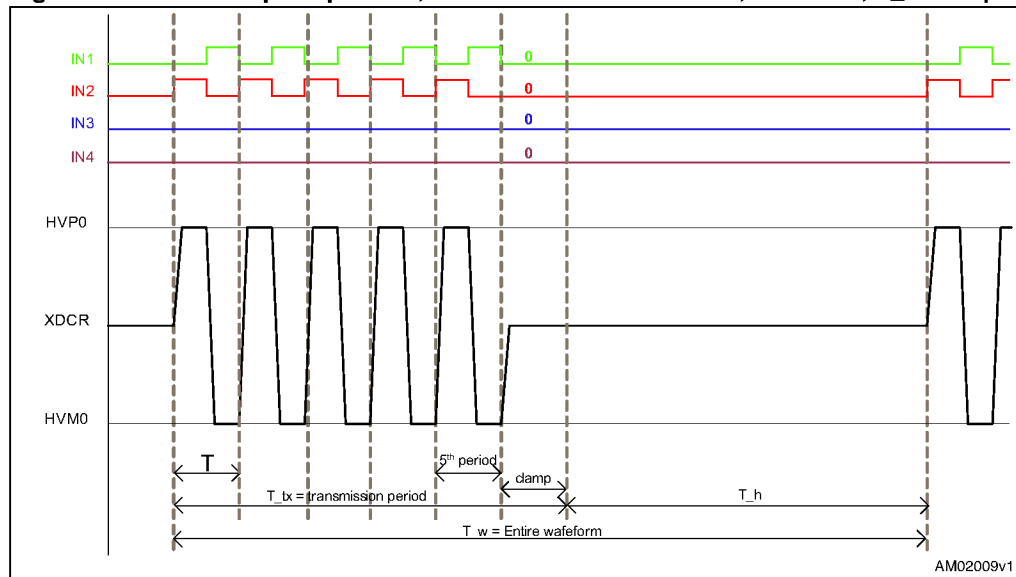 IN1
0
IN2
0
IN3
0
IN4
0
HVP0
XDCR
HVM0
T
5th period
clamp
T_tx = transmission period
T_h
T_w = Entire wafeform
AM02009v1